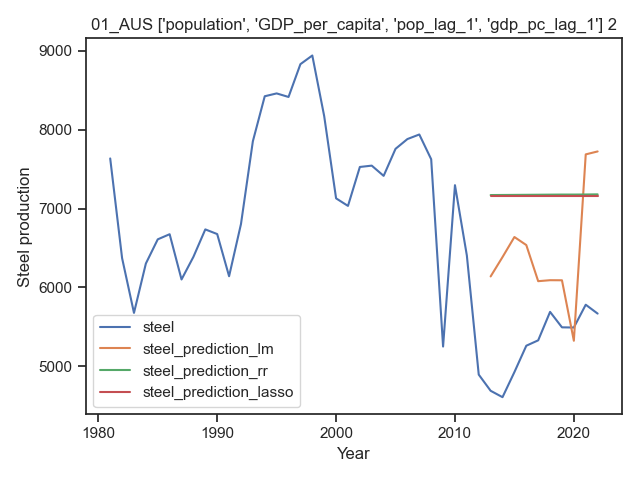 01_AUS ['population', 'GDP_per_capita', 'pop_lag_1', 'gdp_pc_lag_1'] 2
Steel production
9000
8000
7000
6000
5000
steel
steel_prediction_lm
steel_prediction_rr
steel_prediction_lasso
1980
1990
2000
2010
2020
Year